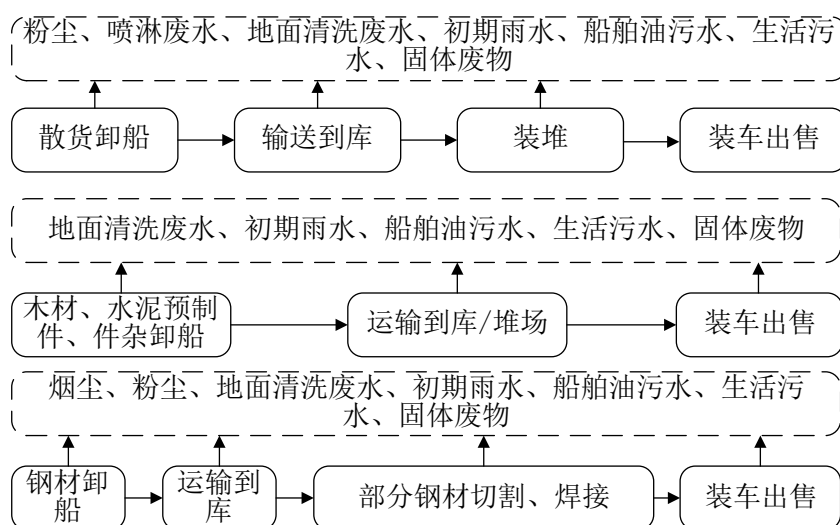 粉尘、喷淋废水、地面清洗废水、初期雨水、船舶油污水、生活污
水、固体废物
散货卸船
输送到库
装堆
装车出售
地面清洗废水、初期雨水、船舶油污水、生活污水、固体废物
木材、水泥预制
件、件杂卸船
运输到库/堆场
装车出售
烟尘、粉尘、地面清洗废水、初期雨水、船舶油污水、生活污
水、固体废物
钢材卸
船
运输到
库
部分钢材切割、焊接
装车出售